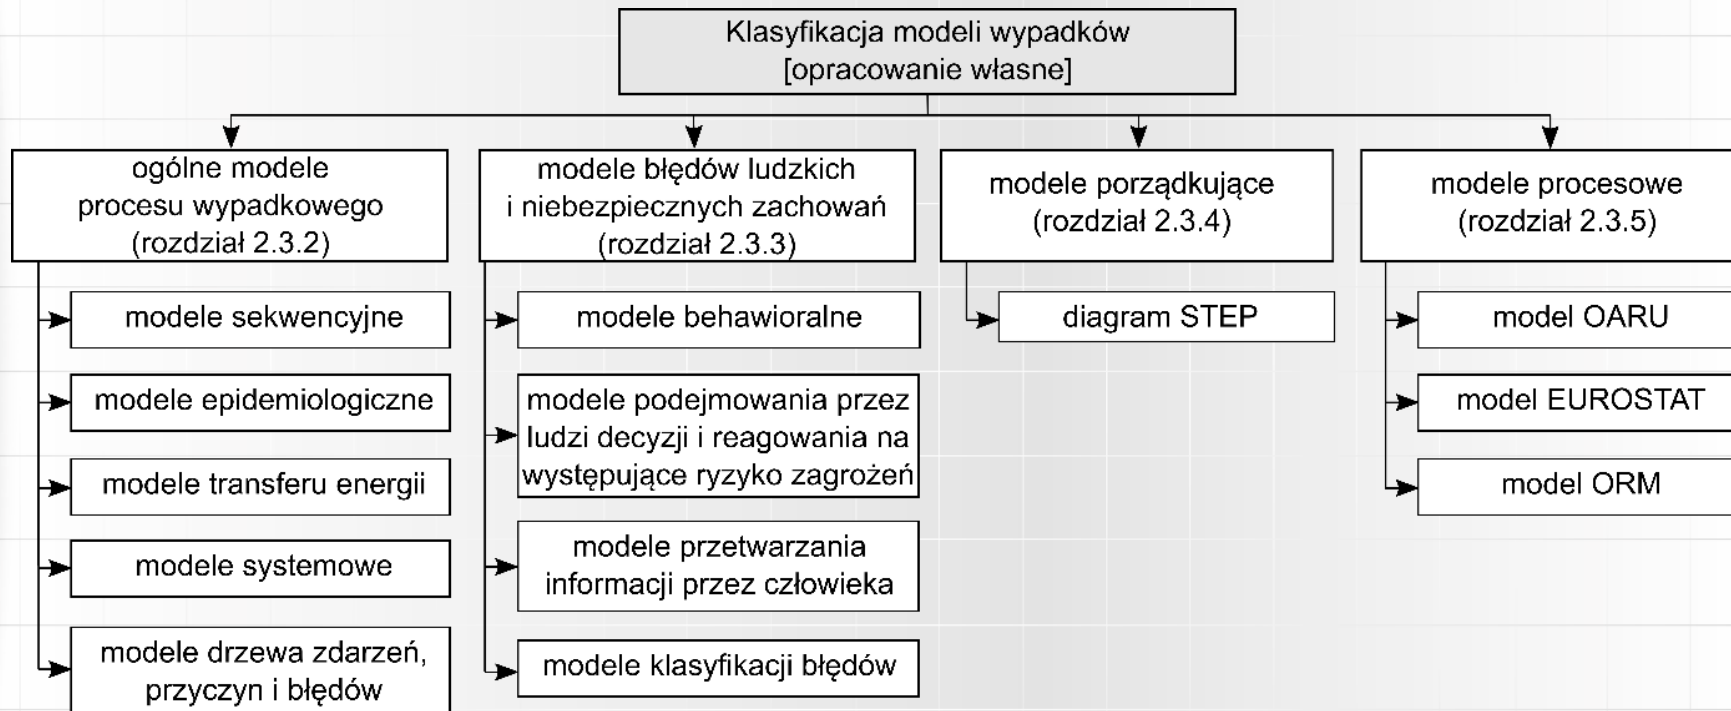 Klasyfikacja modeli wypadków
[opracowanie własne]
ogólne modele
procesu wypadkowego
(rozdział 2.3.2)
modele sekwencyjne
modele epidemiologiczne
modele transferu energii
modele systemowe
modele drzewa zdarzeń,
przyczyn i błędów
modele błędów ludzkich
i niebezpiecznych zachowań
(rozdział 2.3.3)
modele behawioralne
modele podejmowania przez
ludzi decyzji i reagowania na
występujące ryzyko zagrożeń
modele przetwarzania
informacji przez człowieka
modele klasyfikacji błędów
modele porządkujące
(rozdział 2.3.4)
diagram STEP
modele procesowe
(rozdział 2.3.5)
model OARU
model EUROSTAT
model ORM